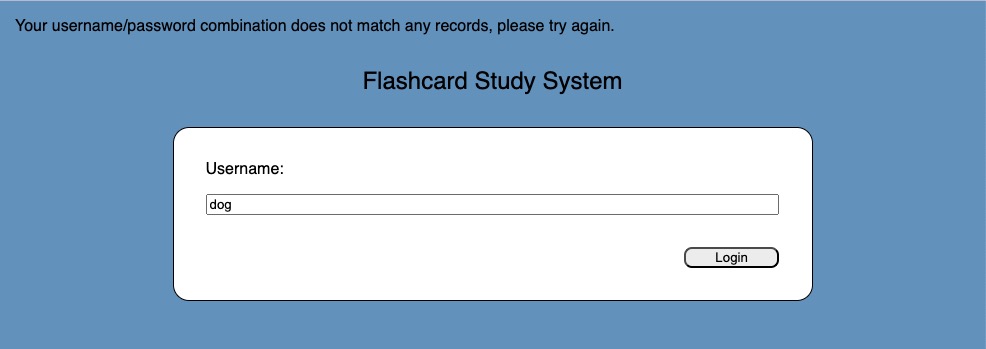 Your username/password combination does not match any records, please try again.
Flashcard Study System
Username:
dog
Login